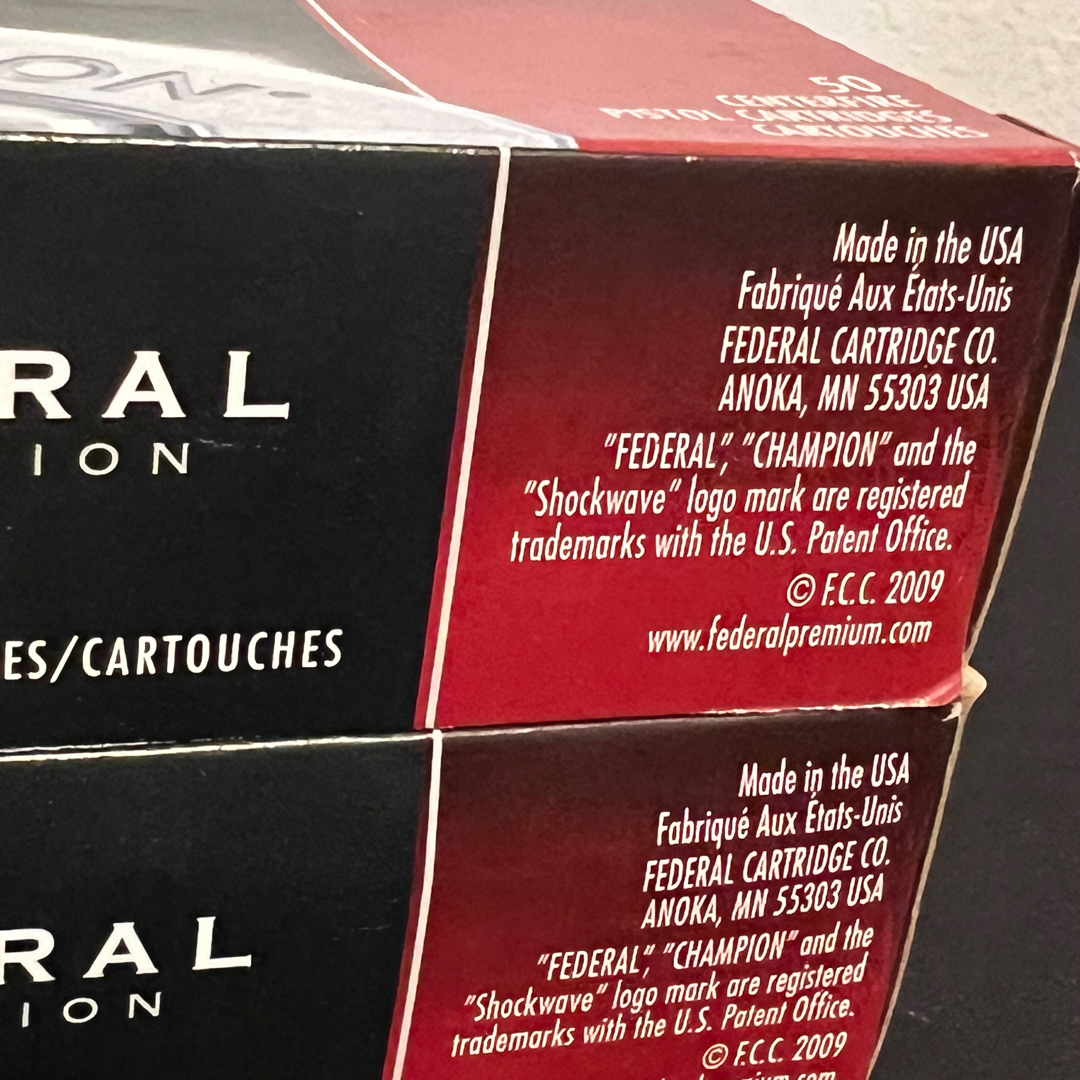 ON.
50
CENTERFIRE
PISTOL CARTRIDGES
CARTOUCHES
RAL
ION
ES/CARTOUCHES
Made in the USA
Fabriqué Aux États-Unis
FEDERAL CARTRIDGE CO.
ANOKA, MN 55303 USA
"FEDERAL", "CHAMPION" and the
"Shockwave" logo mark are registered
trademarks with the U.S. Patent Office.
© F.C.C. 2009
www.federalpremium.com
RAL
ION
Made in the USA
Fabriqué Aux États-Unis
FEDERAL CARTRIDGE CO.
ANOKA, MN 55303 USA
"FEDERAL", "CHAMPION" and the
"Shockwave" logo mark are registered
trademarks with the U.S. Patent Office.
© F.C.C. 2009